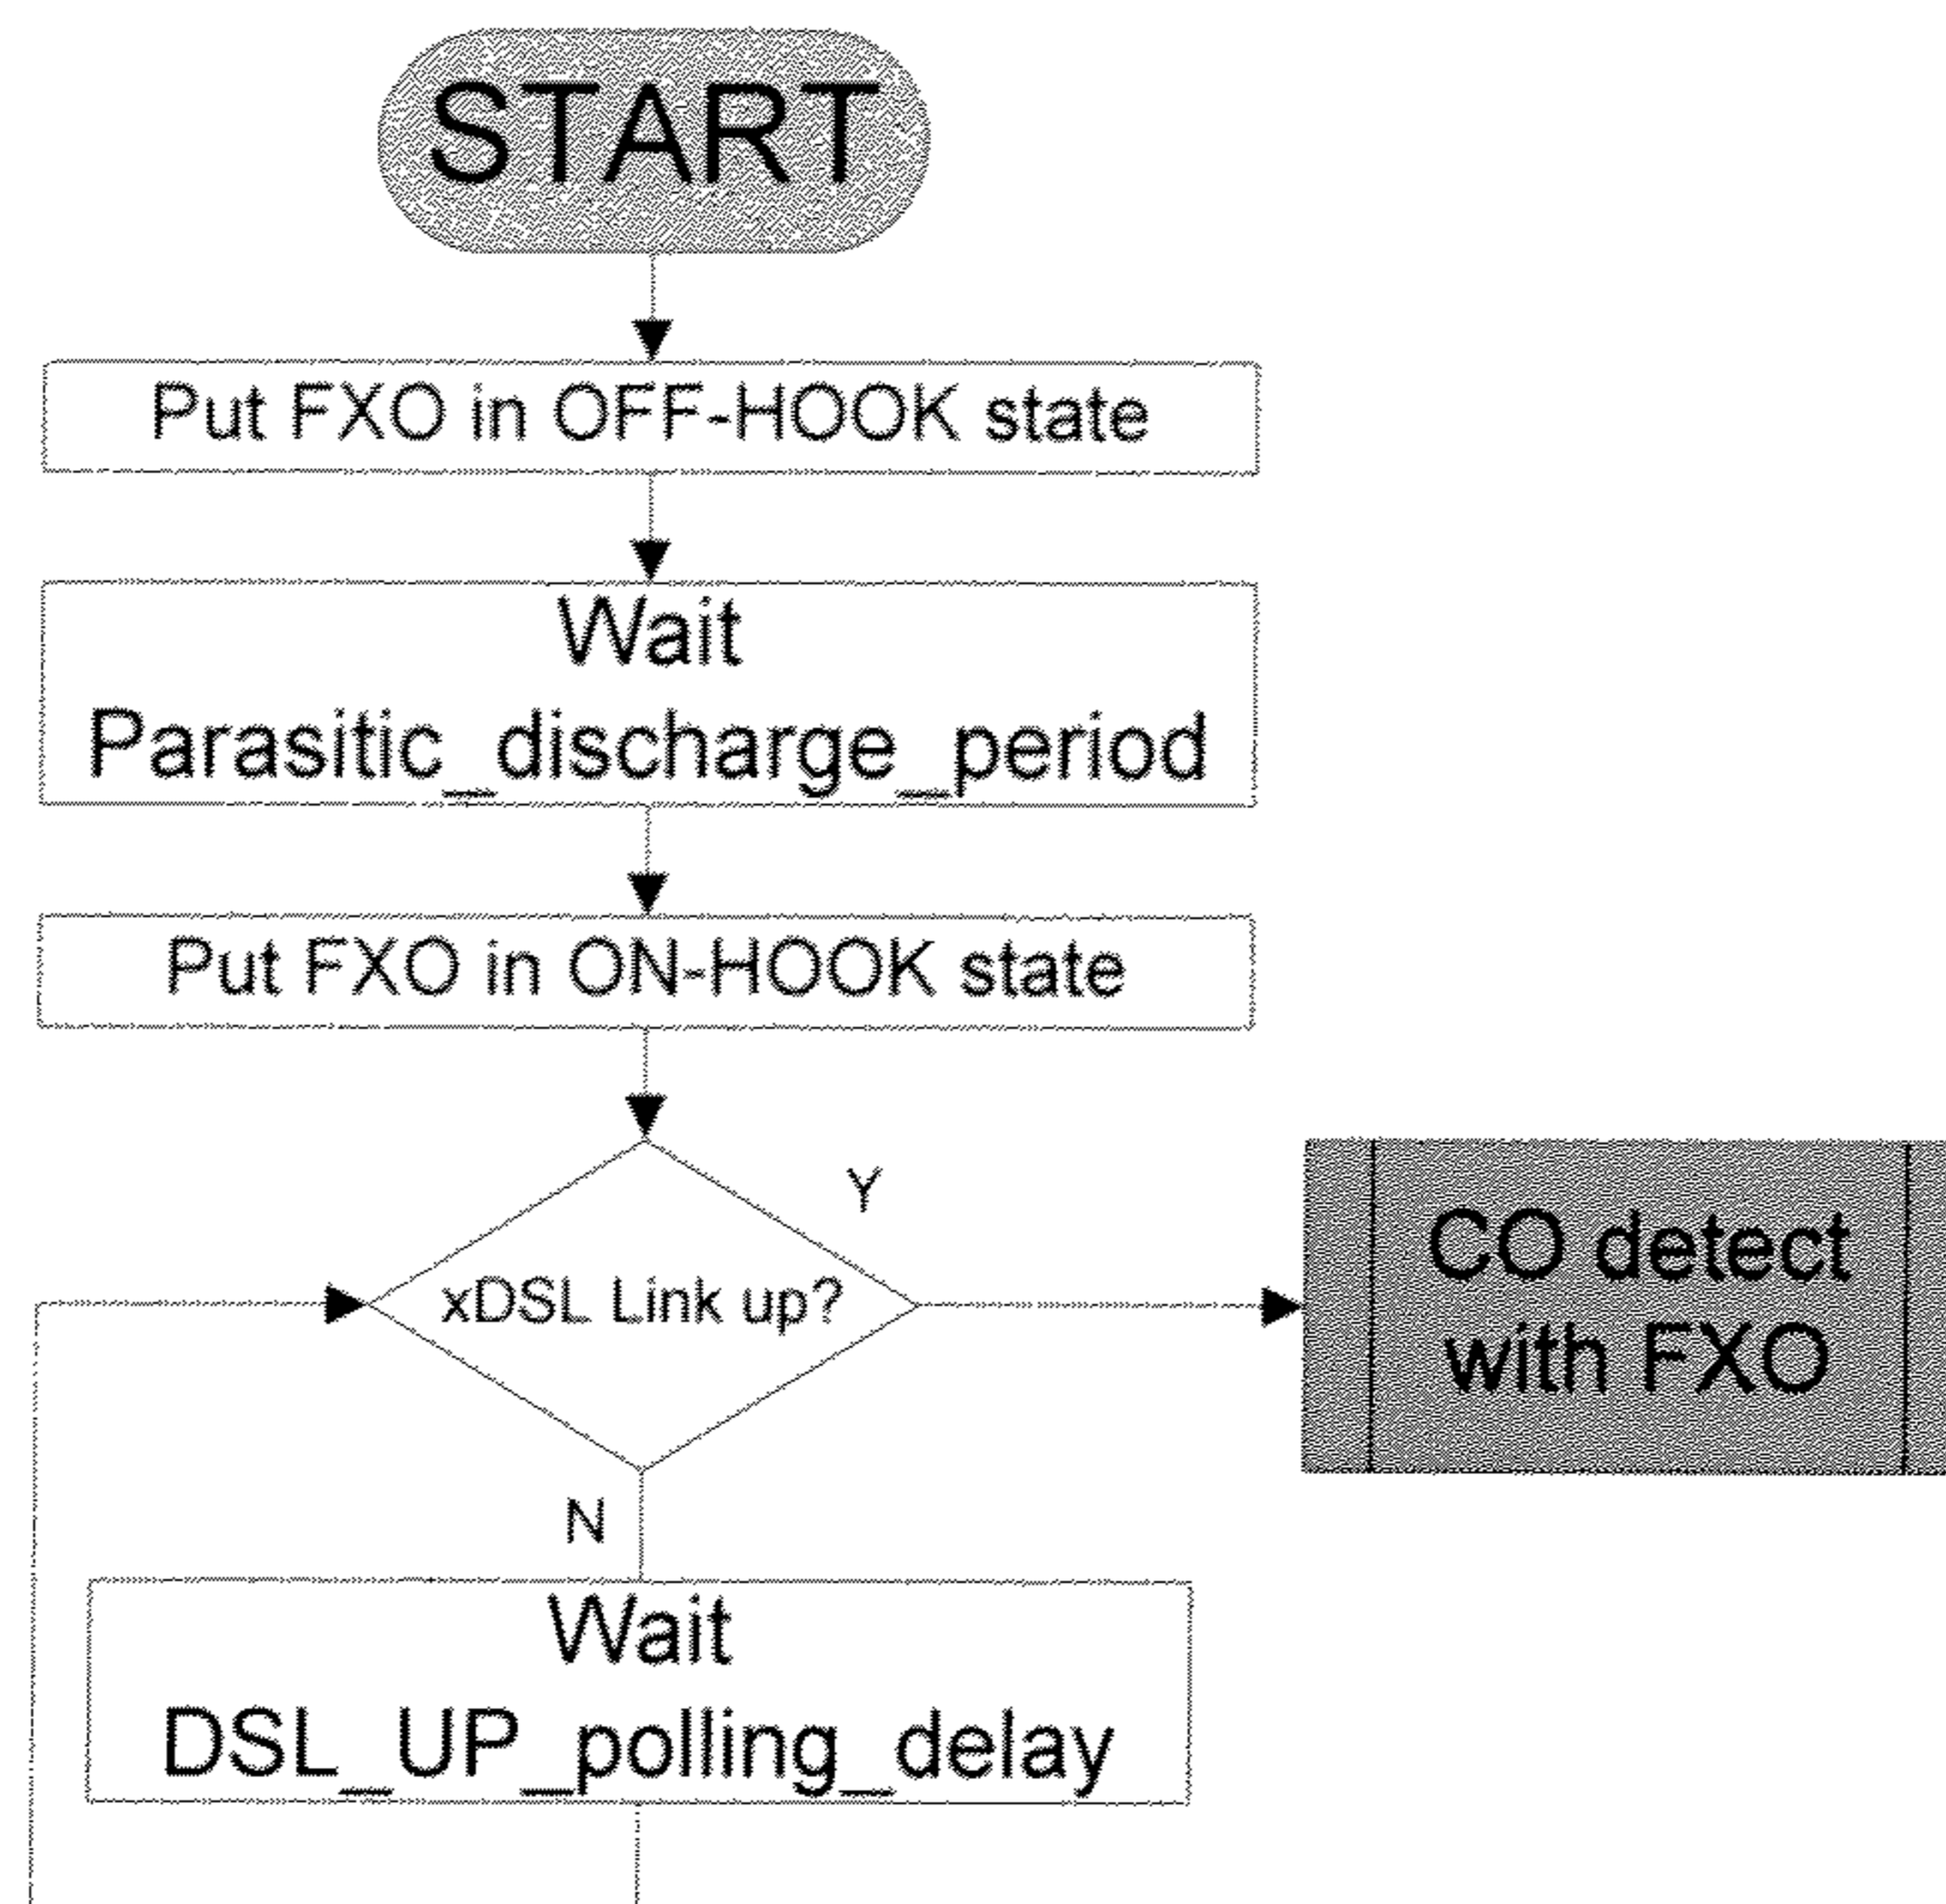 START
Put FXO in OFF-HOOK state
Wait
Parasitic_discharge_period
Put FXO in ON-HOOK state
Y
xDSL Link up?
CO detect
with FXO
N
Wait
DSL_UP_polling_delay